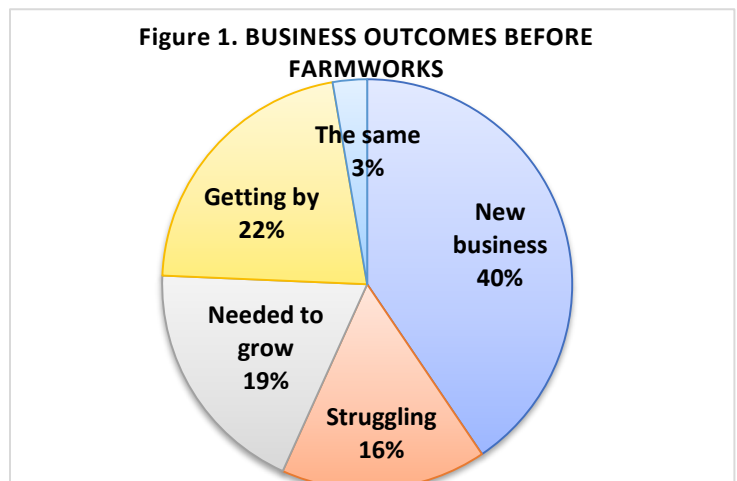 Figure 1. BUSINESS OUTCOMES BEFORE
FARMWORKS
The same
3%
Getting by
22%
New
business
40%
Needed to
grow
19%
Struggling
16%